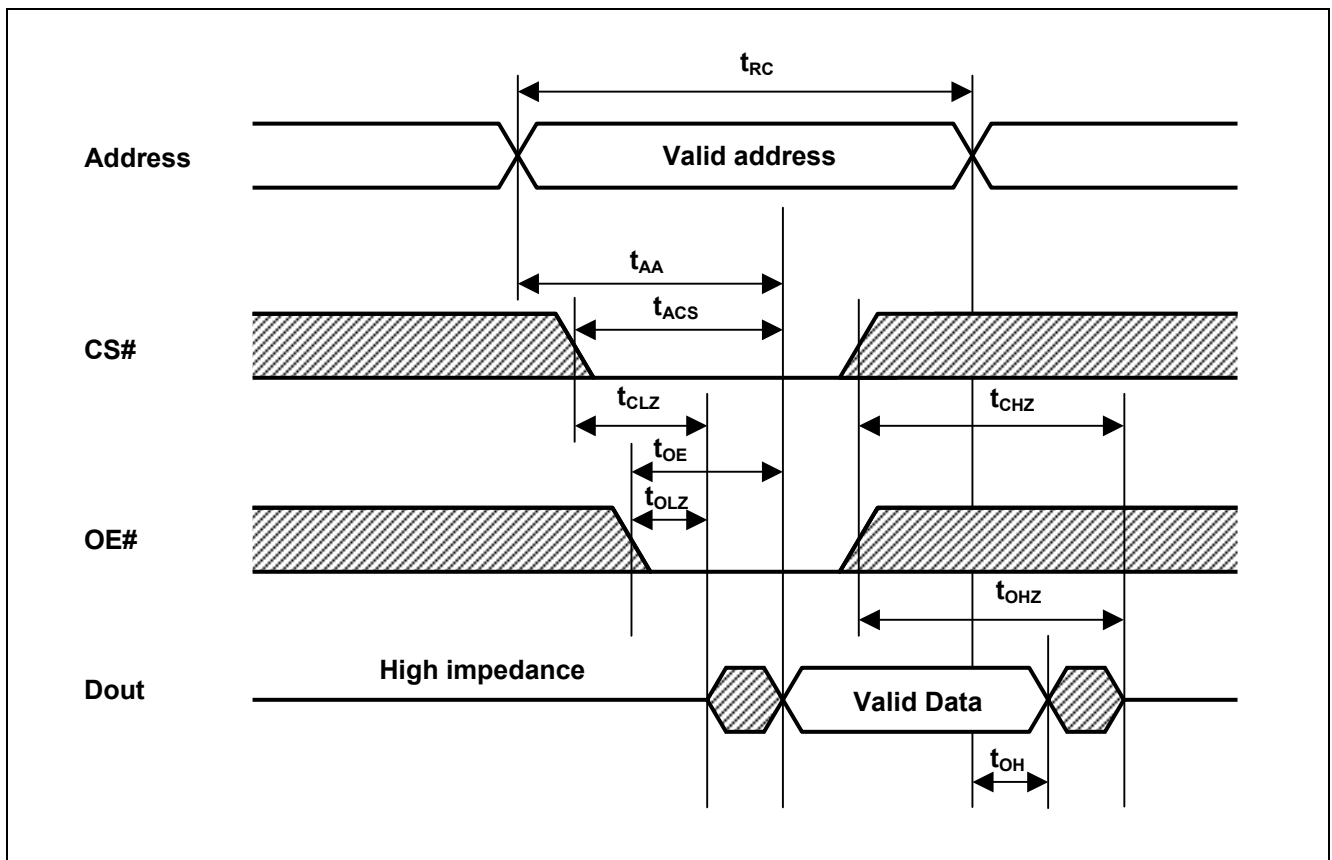 tRC
Address
Valid address
tAA
tACS
CS#
tCLZ
tCHZ
tOE
tOLZ
OE#
tOHZ
High impedance
Dout
Valid Data
tOH